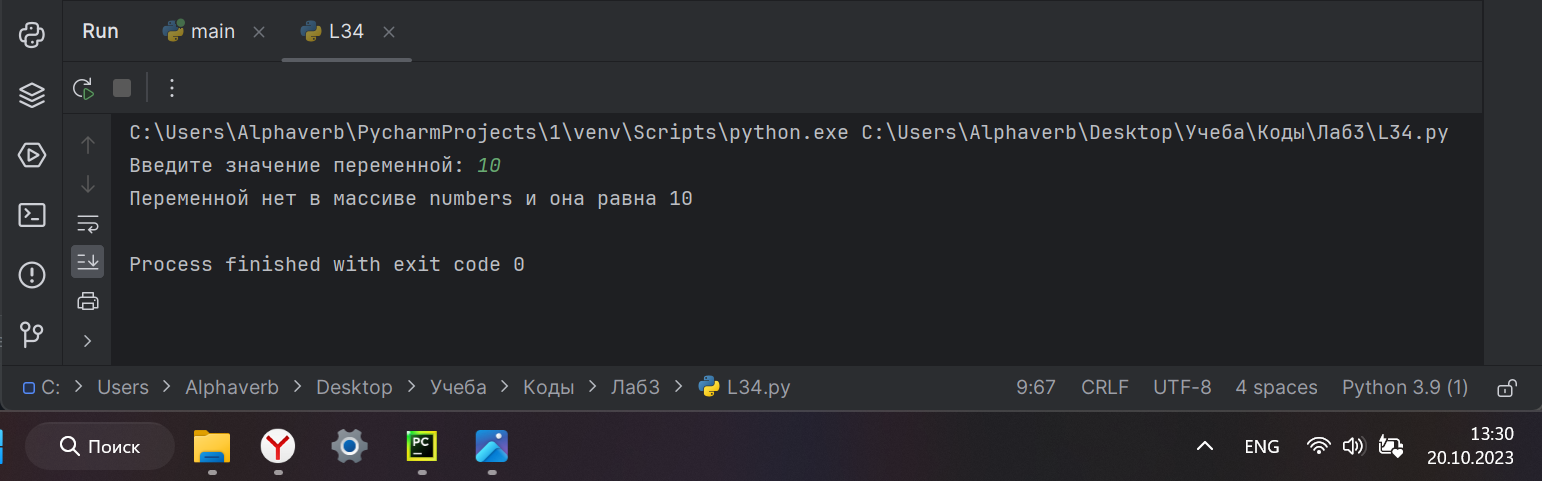 Run main L34
C:\Users\Alphaverb\PycharmProjects\1\venv\Scripts\python.exe C:\Users\Alphaverb\Desktop\Учеба\Коды\Лаб3\L34.py
Введите значение переменной: 10
Переменной нет в массиве numbers и она равна 10
Process finished with exit code 0
C: > Users > Alphaverb > Desktop > Учеба > Коды > Лаб3 > L34.py 9:67 CRLF UTF-8 4 spaces Python 3.9 (1)
Поиск PC ENG 13:30
20.10.2023